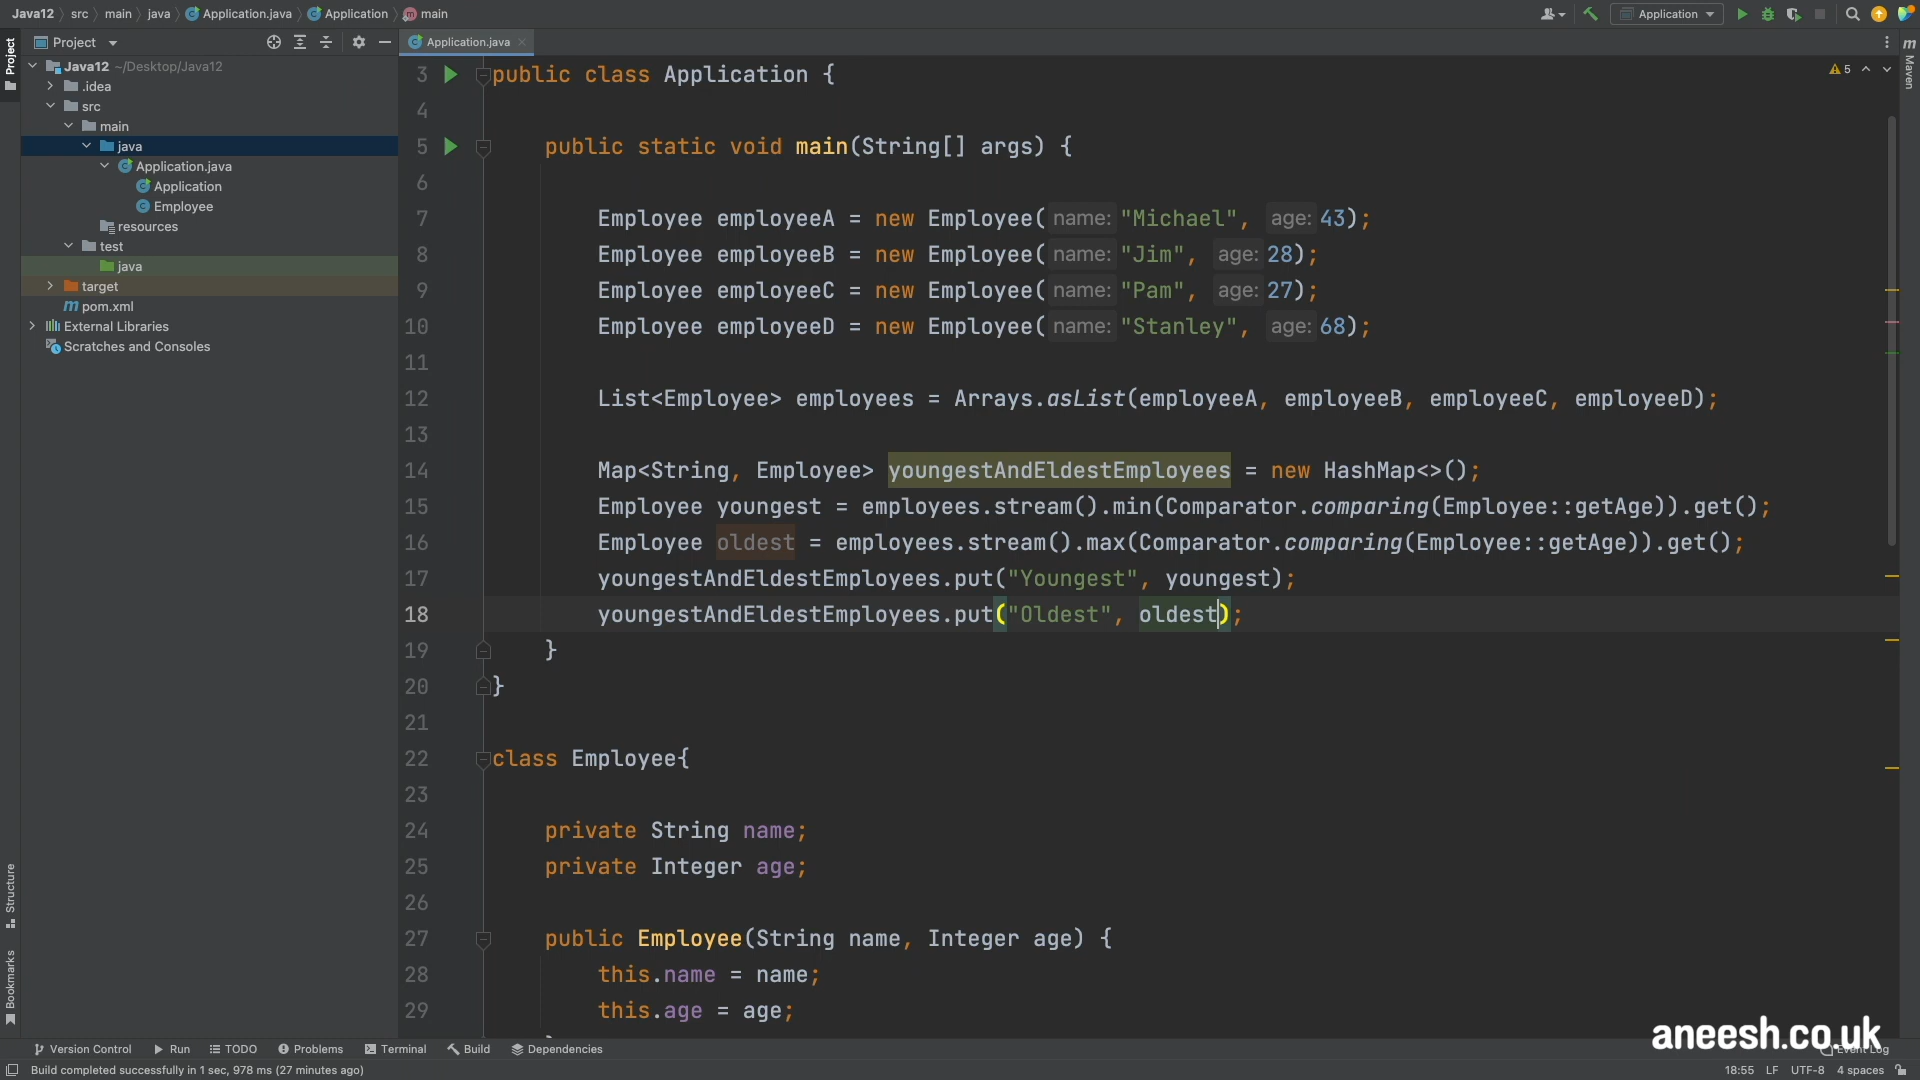 Java12 src main java Application.java Application main
Application
Project
Application.java
Project
Maven
Java12 ~/Desktop/Java12
.idea
src
main
java
Application.java
Application
Employee
resources
test
java
target
pom.xml
External Libraries
Scratches and Consoles
5
3 public class Application {
4
5 public static void main(String[] args) {
6
7 Employee employeeA = new Employee( name: "Michael", age: 43);
8 Employee employeeB = new Employee( name: "Jim", age: 28);
9 Employee employeeC = new Employee( name: "Pam", age: 27);
10 Employee employeeD = new Employee( name: "Stanley", age: 68);
11
12 List<Employee> employees = Arrays.asList(employeeA, employeeB, employeeC, employeeD);
13
14 Map<String, Employee> youngestAndEldestEmployees = new HashMap<>();
15 Employee youngest = employees.stream().min(Comparator.comparing(Employee::getAge)).get();
16 Employee oldest = employees.stream().max(Comparator.comparing(Employee::getAge)).get();
17 youngestAndEldestEmployees.put("Youngest", youngest);
18 youngestAndEldestEmployees.put("Oldest", oldest);
19 }
20 }
21
22 class Employee{
23
24 private String name;
25 private Integer age;
26
27 public Employee(String name, Integer age) {
28 this.name = name;
29 this.age = age;
Structure
Bookmarks
aneesh.co.uk
Version Control Run TODO Problems Terminal Build Dependencies Event Log
Build completed successfully in 1 sec, 978 ms (27 minutes ago) 18:55 LF UTF-8 4 spaces